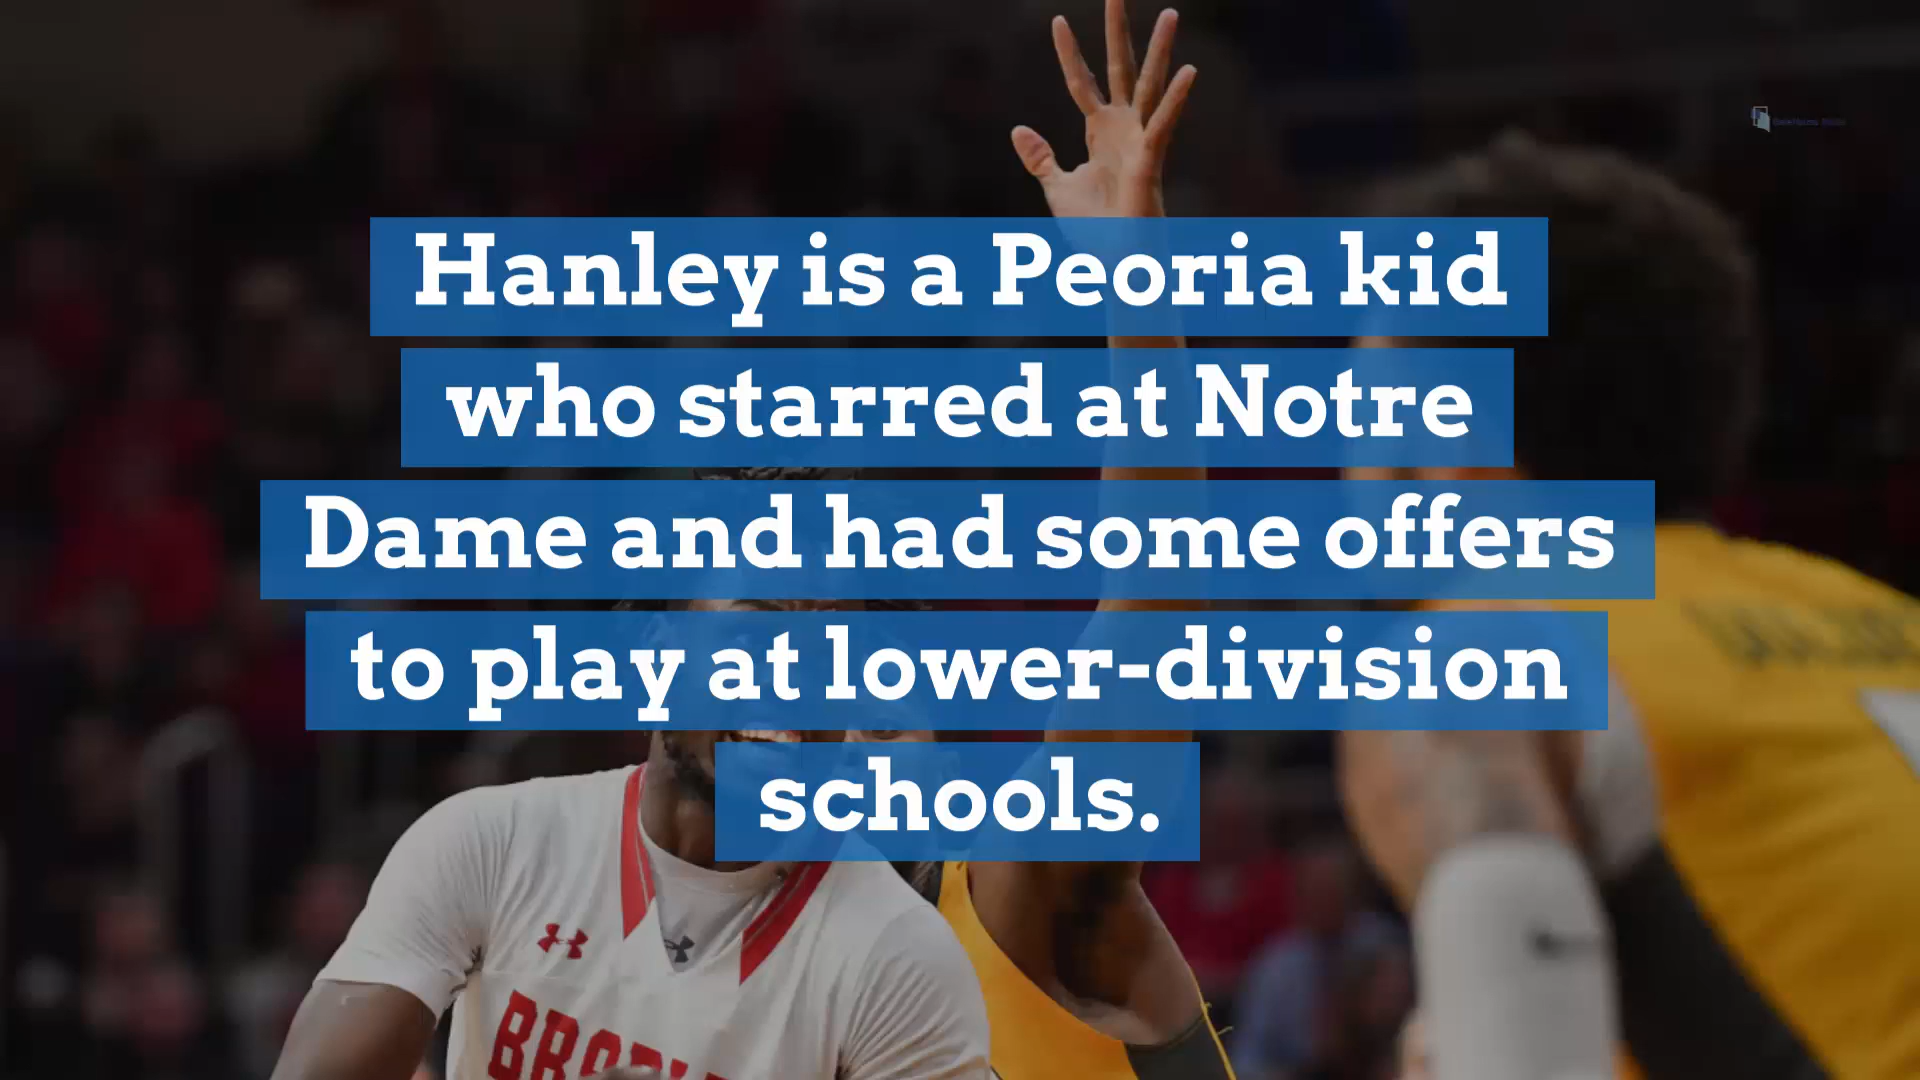 Hanley is a Peoria kid
who starred at Notre
Dame and had some offers
to play at lower-division
schools.